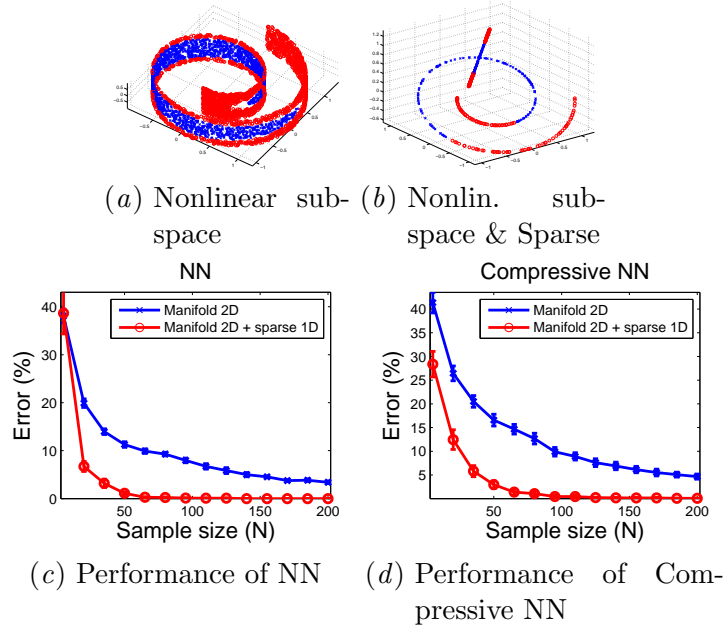 (a) Nonlinear sub-
space
(b) Nonlin. sub-
space & Sparse
NN
Manifold 2D
Manifold 2D + sparse 1D
Error (%)
40
30
20
10
0
50
100
150
200
Sample size (N)
Compressive NN
Manifold 2D
Manifold 2D + sparse 1D
Error (%)
40
35
30
25
20
15
10
5
50
100
150
200
Sample size (N)
(c) Performance of NN
(d) Performance of Com-
pressive NN